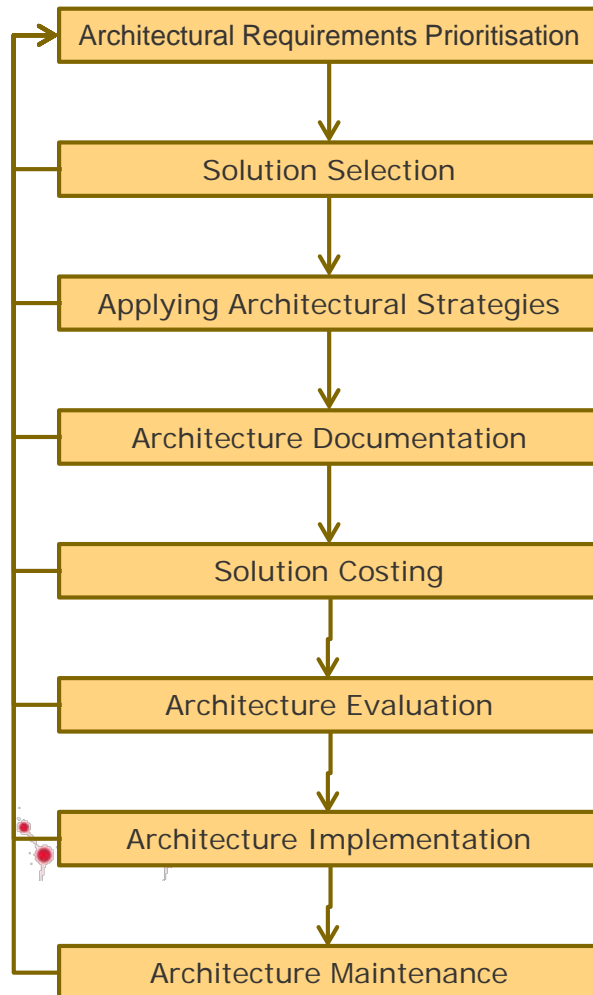 Architectural Requirements Prioritisation
Solution Selection
Applying Architectural Strategies
Architecture Documentation
Solution Costing
Architecture Evaluation
Architecture Implementation
Architecture Maintenance